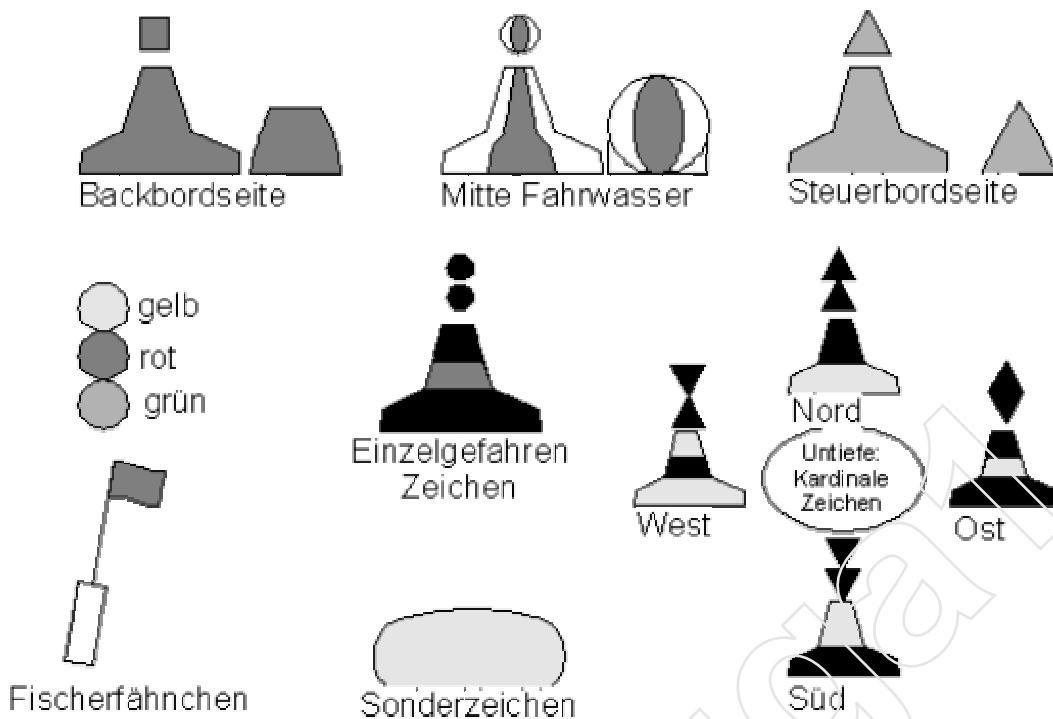 Backbordseite
Mitte Fahrwasser
Steuerbordseite
gelb
rot
grün
Einzelgefahren
Zeichen
Nord
Untiefe:
Kardinale
Zeichen
West
Ost
Süd
Fischerfähnchen
Sonderzeichen